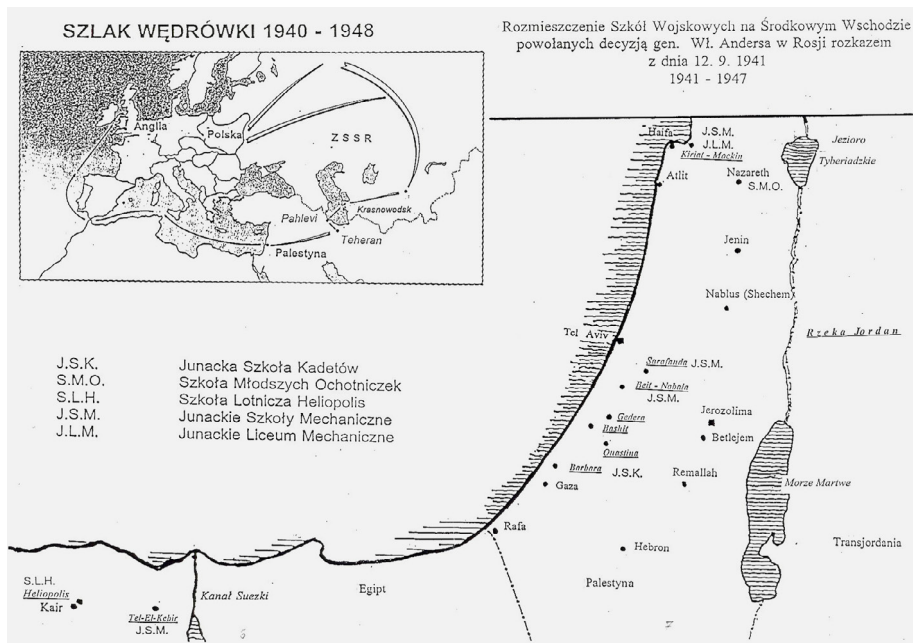 SZLAK WĘDRÓWKI 1940 - 1948
Anglia
Polska
Z S S R
Krasnowodsk
Pahlevi
Teheran
Palestyna
Rozmieszczenie Szkół Wojskowych na Środkowym Wschodzie
powołanych decyzją gen. Wł. Andersa w Rosji rozkazem
z dnia 12. 9. 1941
1941 - 1947
Haifa
J.S.M.
J.L.M.
Kiriat - Mockin
Jezioro
Tyberiadzkie
Atlit
Nazareth
S.M.O.
Jenin
Nablus (Shechem)
Tel Aviv
Rzeka Jordan
Sarafanda J.S.M.
Beit - Nabala
J.S.M.
Gedera
Bashit
Jerozolima
Betlejem
Quastina
Barbara J.S.K.
Gaza
Remallah
Morze Martwe
Rafa
Hebron
Transjordania
Palestyna
J.S.K. Junacka Szkoła Kadetów
S.M.O. Szkoła Młodszych Ochotniczek
S.L.H. Szkoła Lotnicza Heliopolis
J.S.M. Junackie Szkoły Mechaniczne
J.L.M. Junackie Liceum Mechaniczne
S.L.H.
Heliopolis
Kair
Tel-El-Kebir
J.S.M.
Kanał Suezki
Egipt